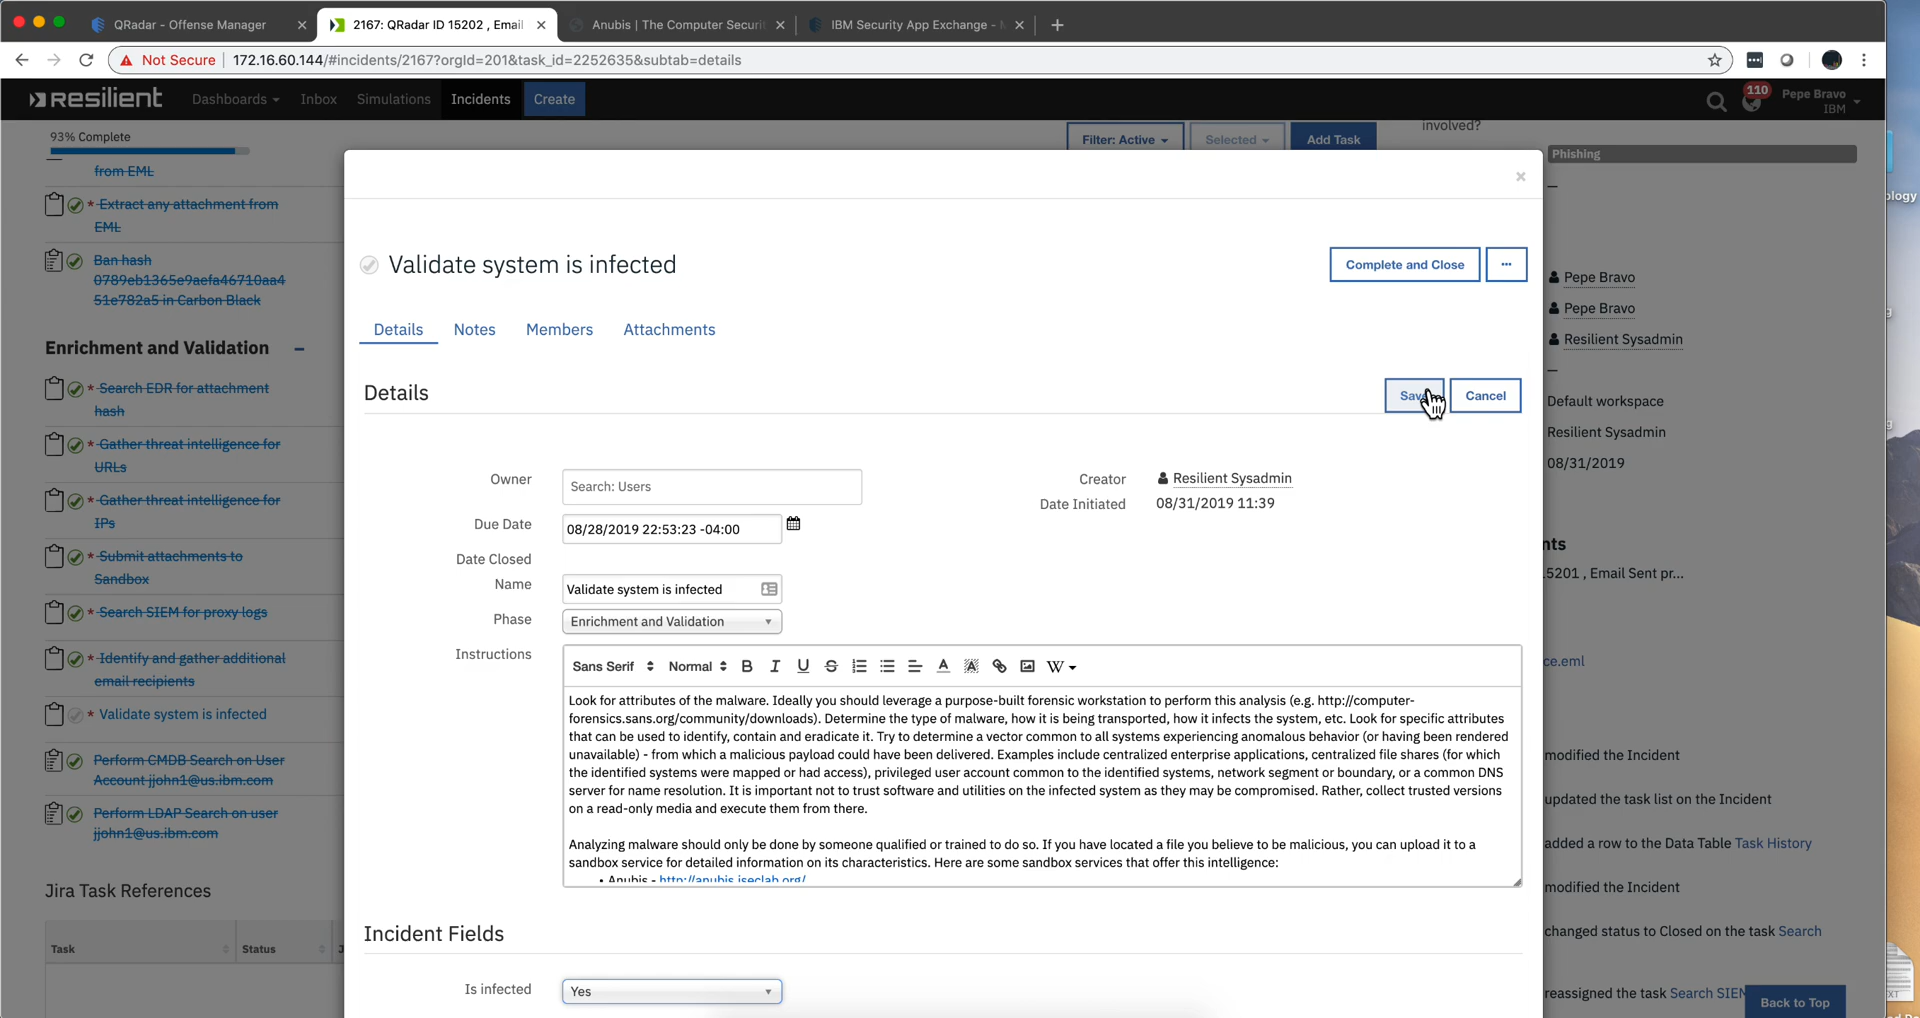 QRadar - Offense Manager
2167: QRadar ID 15202 , Email
Anubis | The Computer Securi
IBM Security App Exchange -
Not Secure
172.16.60.144/#incidents/2167?orgId=201&task_id=2252635&subtab=details
resilient
Dashboards
Inbox
Simulations
Incidents
Create
110
Pepe Bravo
IBM
93% Complete
from EML
* Extract any attachment from
EML
Ban hash
0789eb1365e9aefa46710aa4
51e782a5 in Carbon Black
Enrichment and Validation
* Search EDR for attachment
hash
* Gather threat intelligence for
URLs
* Gather threat intelligence for
IPs
* Submit attachments to
Sandbox
* Search SIEM for proxy logs
* Identify and gather additional
email recipients
* Validate system is infected
Perform CMDB Search on User
Account jjohn1@us.ibm.com
Perform LDAP Search on user
jjohn1@us.ibm.com
Jira Task References
Task
Status
J
Filter: Active
Selected
Add Task
Validate system is infected
Complete and Close
...
Details
Notes
Members
Attachments
Details
Save
Cancel
Owner
Search: Users
Creator
Resilient Sysadmin
Due Date
08/28/2019 22:53:23 -04:00
Date Initiated
08/31/2019 11:39
Date Closed
Name
Validate system is infected
Phase
Enrichment and Validation
Instructions
Sans Serif
Normal
B I U S
W
Look for attributes of the malware. Ideally you should leverage a purpose-built forensic workstation to perform this analysis (e.g. http://computer-
forensics.sans.org/community/downloads). Determine the type of malware, how it is being transported, how it infects the system, etc. Look for specific attributes
that can be used to identify, contain and eradicate it. Try to determine a vector common to all systems experiencing anomalous behavior (or having been rendered
unavailable) - from which a malicious payload could have been delivered. Examples include centralized enterprise applications, centralized file shares (for which
the identified systems were mapped or had access), privileged user account common to the identified systems, network segment or boundary, or a common DNS
server for name resolution. It is important not to trust software and utilities on the infected system as they may be compromised. Rather, collect trusted versions
on a read-only media and execute them from there.
Analyzing malware should only be done by someone qualified or trained to do so. If you have located a file you believe to be malicious, you can upload it to a
sandbox service for detailed information on its characteristics. Here are some sandbox services that offer this intelligence:
• Anubis - http://anubis.iseclab.org/
Incident Fields
Is infected
Yes
involved?
Phishing
—
Pepe Bravo
Pepe Bravo
Resilient Sysadmin
—
Default workspace
Resilient Sysadmin
08/31/2019
nts
15201 , Email Sent pr...
ce.eml
modified the Incident
updated the task list on the Incident
added a row to the Data Table Task History
modified the Incident
changed status to Closed on the task Search
reassigned the task Search SIEM
Back to Top
ology